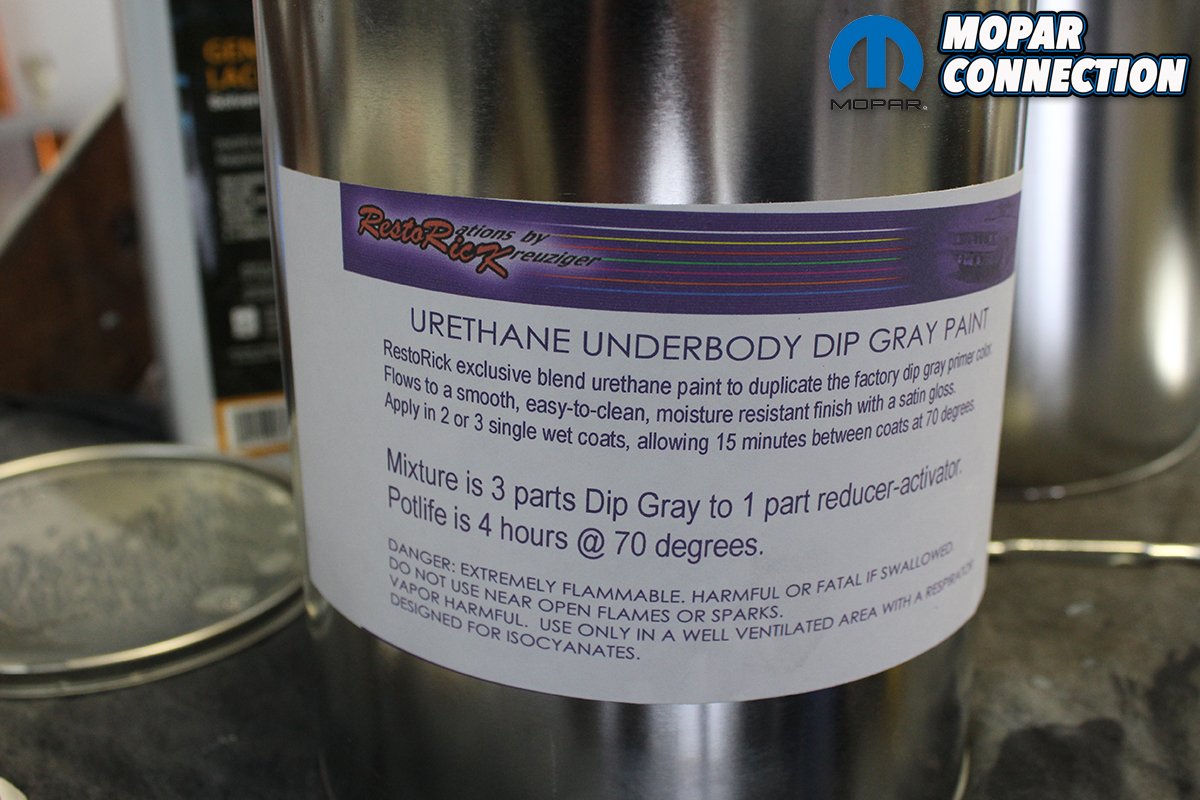 MOPAR
CONNECTION
MOPAR
GEN
LAC
RestoRations by
RicKreuziger
URETHANE UNDERBODY DIP GRAY PAINT
RestoRick exclusive blend urethane paint to duplicate the factory dip gray primer color.
Flows to a smooth, easy-to-clean, moisture resistant finish with a satin gloss.
Apply in 2 or 3 single wet coats, allowing 15 minutes between coats at 70 degrees.
Mixture is 3 parts Dip Gray to 1 part reducer-activator.
Potlife is 4 hours @ 70 degrees.
DANGER: EXTREMELY FLAMMABLE. HARMFUL OR FATAL IF SWALLOWED.
DO NOT USE NEAR OPEN FLAMES OR SPARKS.
VAPOR HARMFUL. USE ONLY IN A WELL VENTILATED AREA WITH A RESPIRATOR
DESIGNED FOR ISOCYANATES.